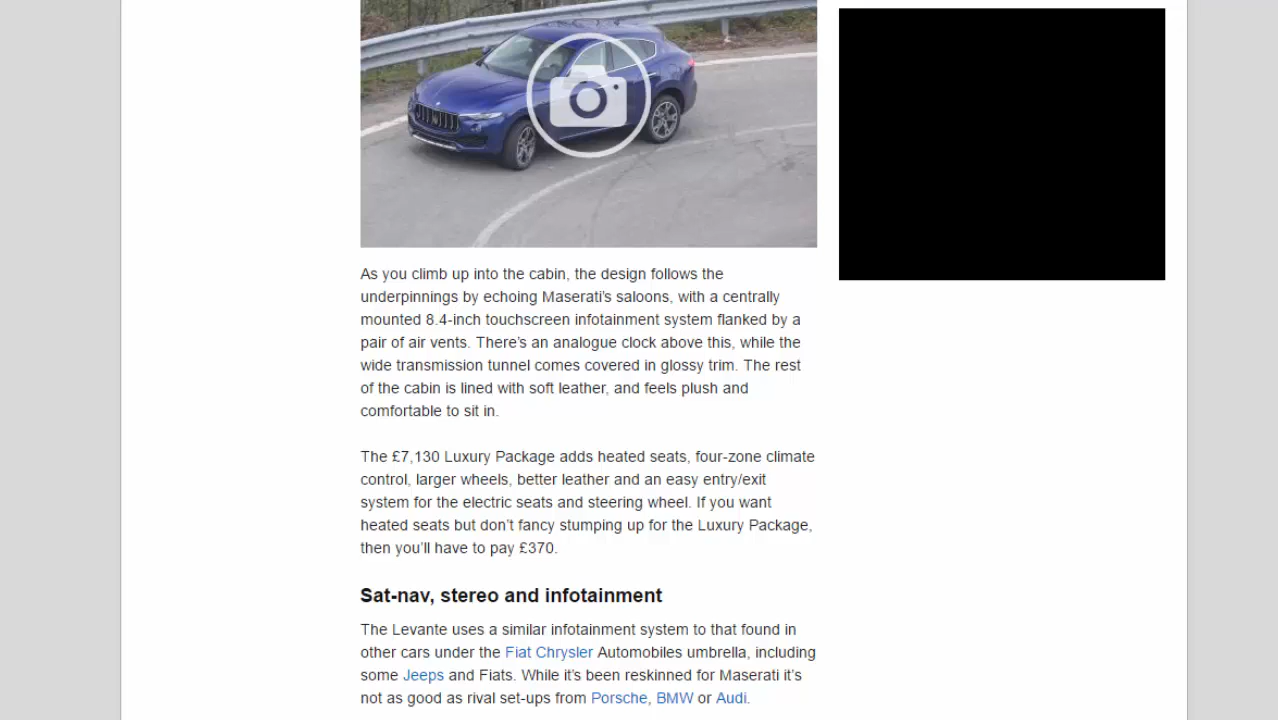 As you climb up into the cabin, the design follows the
underpinnings by echoing Maserati's saloons, with a centrally
mounted 8.4-inch touchscreen infotainment system flanked by a
pair of air vents. There's an analogue clock above this, while the
wide transmission tunnel comes covered in glossy trim. The rest
of the cabin is lined with soft leather, and feels plush and
comfortable to sit in.
The £7,130 Luxury Package adds heated seats, four-zone climate
control, larger wheels, better leather and an easy entry/exit
system for the electric seats and steering wheel. If you want
heated seats but don't fancy stumping up for the Luxury Package,
then you'll have to pay £370.
Sat-nav, stereo and infotainment
The Levante uses a similar infotainment system to that found in
other cars under the Fiat Chrysler Automobiles umbrella, including
some Jeeps and Fiats. While it's been reskinned for Maserati it's
not as good as rival set-ups from Porsche, BMW or Audi.